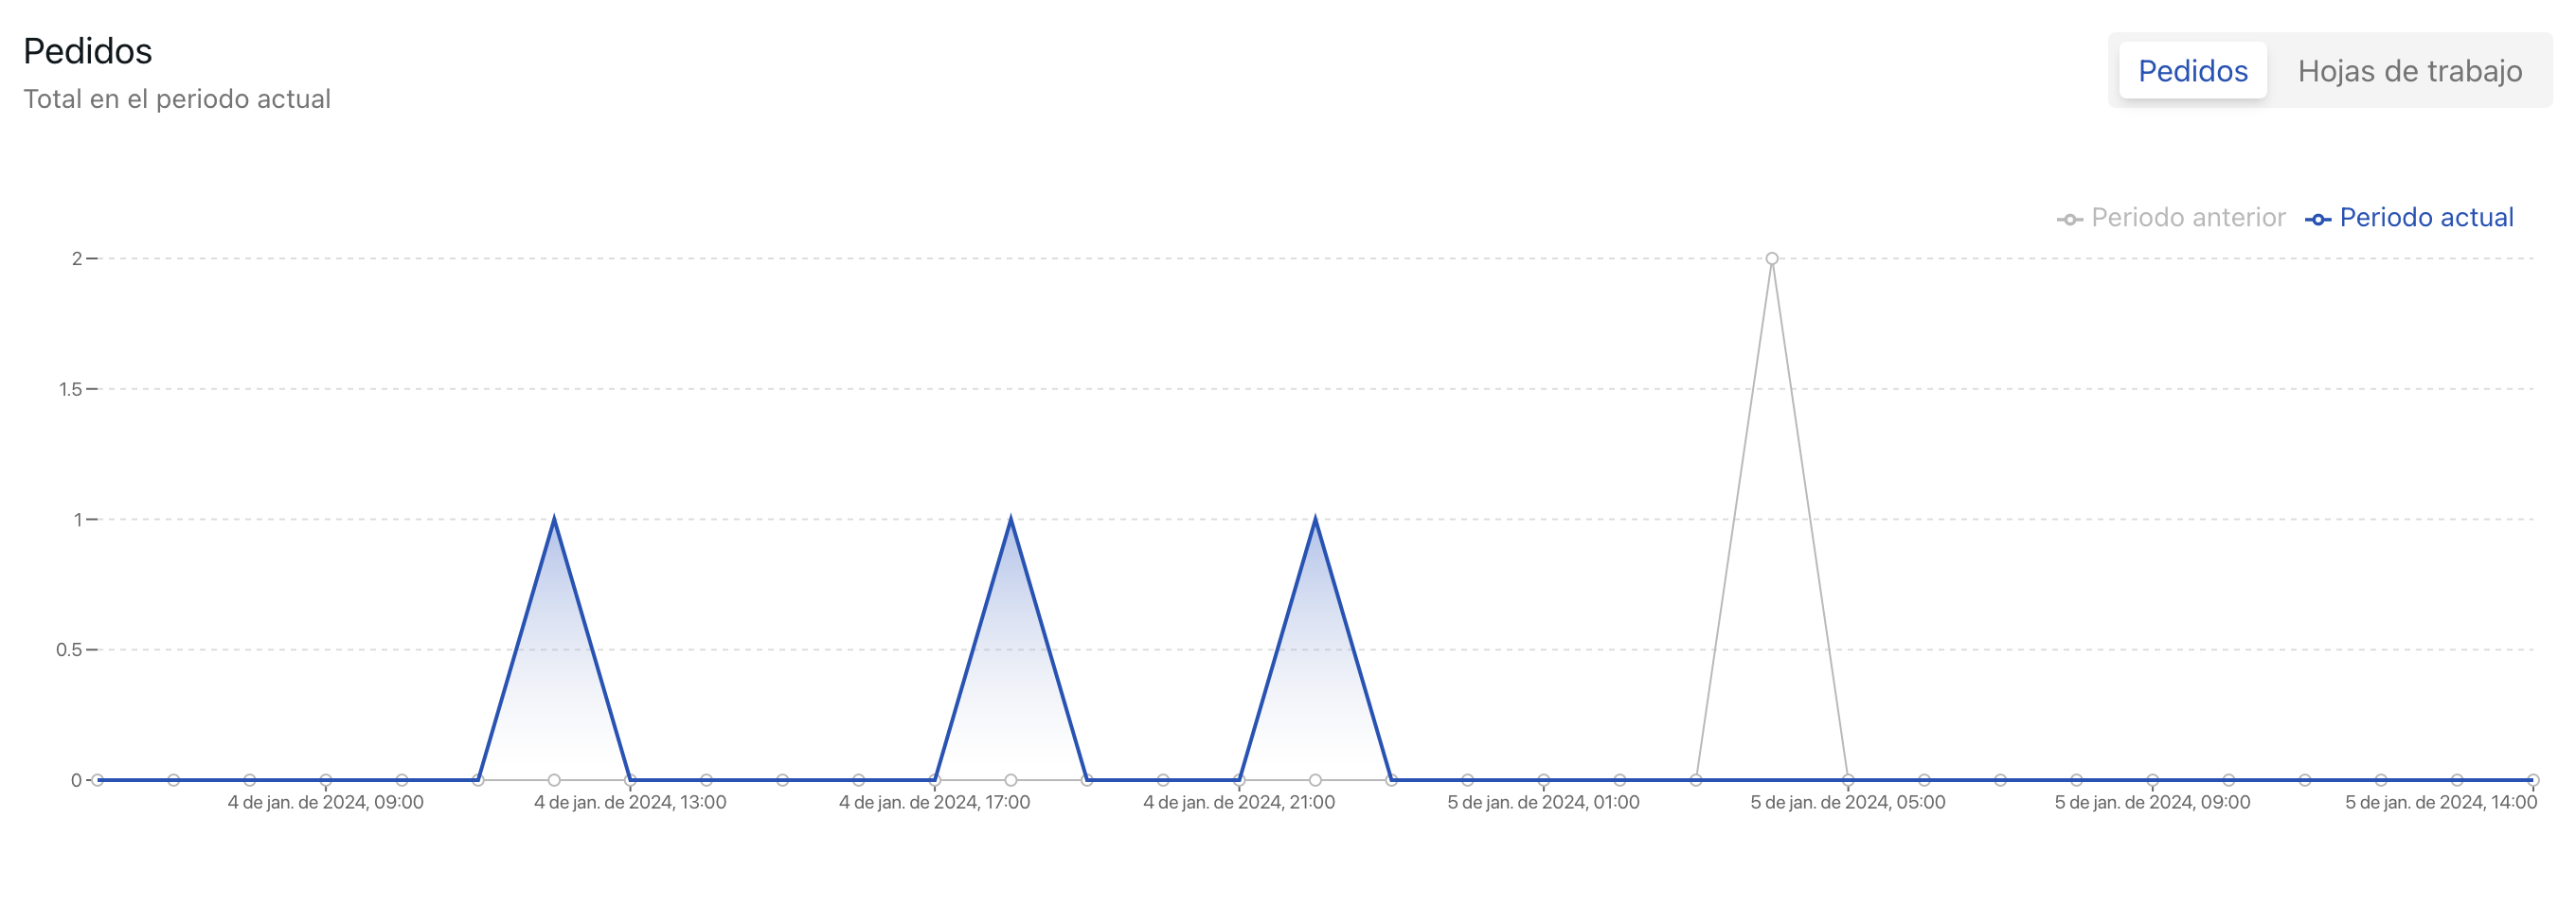 Pedidos
Total en el periodo actual
Pedidos Hojas de trabajo
Periodo anterior Periodo actual
2
1.5
1
0.5
0
4 de jan. de 2024, 09:00 4 de jan. de 2024, 13:00 4 de jan. de 2024, 17:00 4 de jan. de 2024, 21:00 5 de jan. de 2024, 01:00 5 de jan. de 2024, 05:00 5 de jan. de 2024, 09:00 5 de jan. de 2024, 14:00